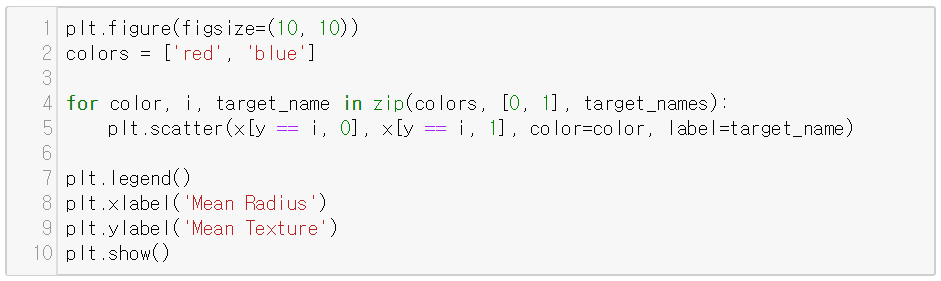 1 plt.figure(figsize=(10, 10))
2 colors = ['red', 'blue']
3
4 for color, i, target_name in zip(colors, [0, 1], target_names):
5     plt.scatter(x[y == i, 0], x[y == i, 1], color=color, label=target_name)
6
7 plt.legend()
8 plt.xlabel('Mean Radius')
9 plt.ylabel('Mean Texture')
10 plt.show()